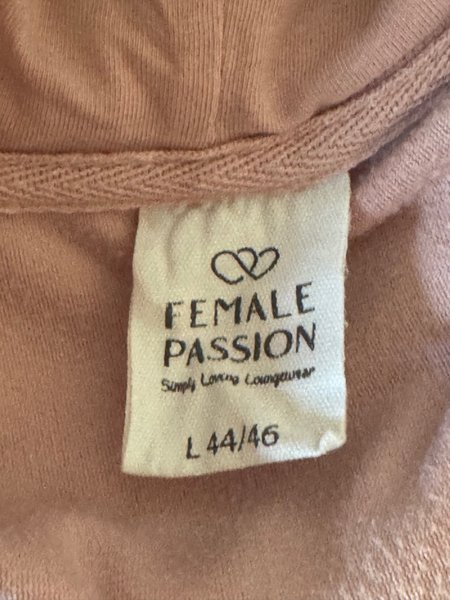 FEMALE
PASSION
Simply Loving Loungewear
L 44/46